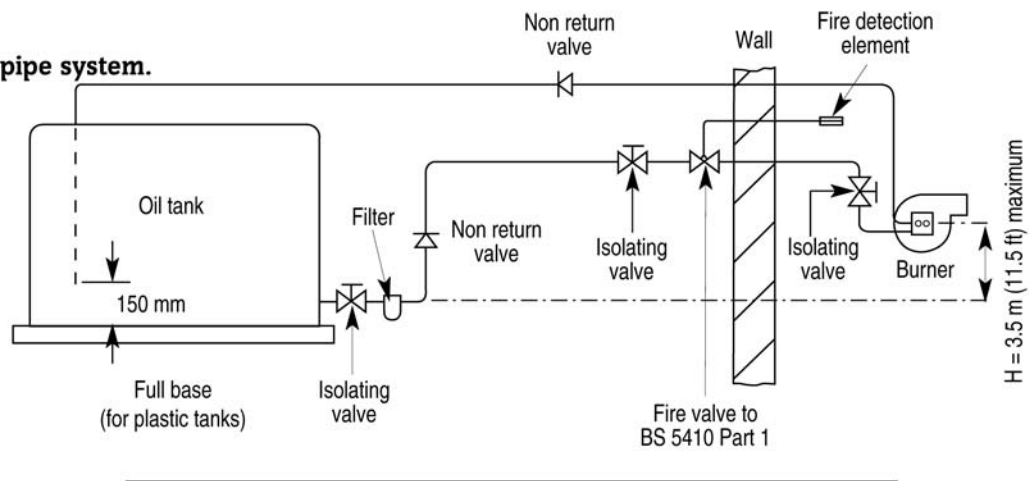 pipe system.
Non return
valve
Wall
Fire detection
element
Oil tank
150 mm
Filter
Non return
valve
Isolating
valve
Isolating
valve
Burner
H = 3.5 m (11.5 ft) maximum
Full base
(for plastic tanks)
Isolating
valve
Fire valve to
BS 5410 Part 1